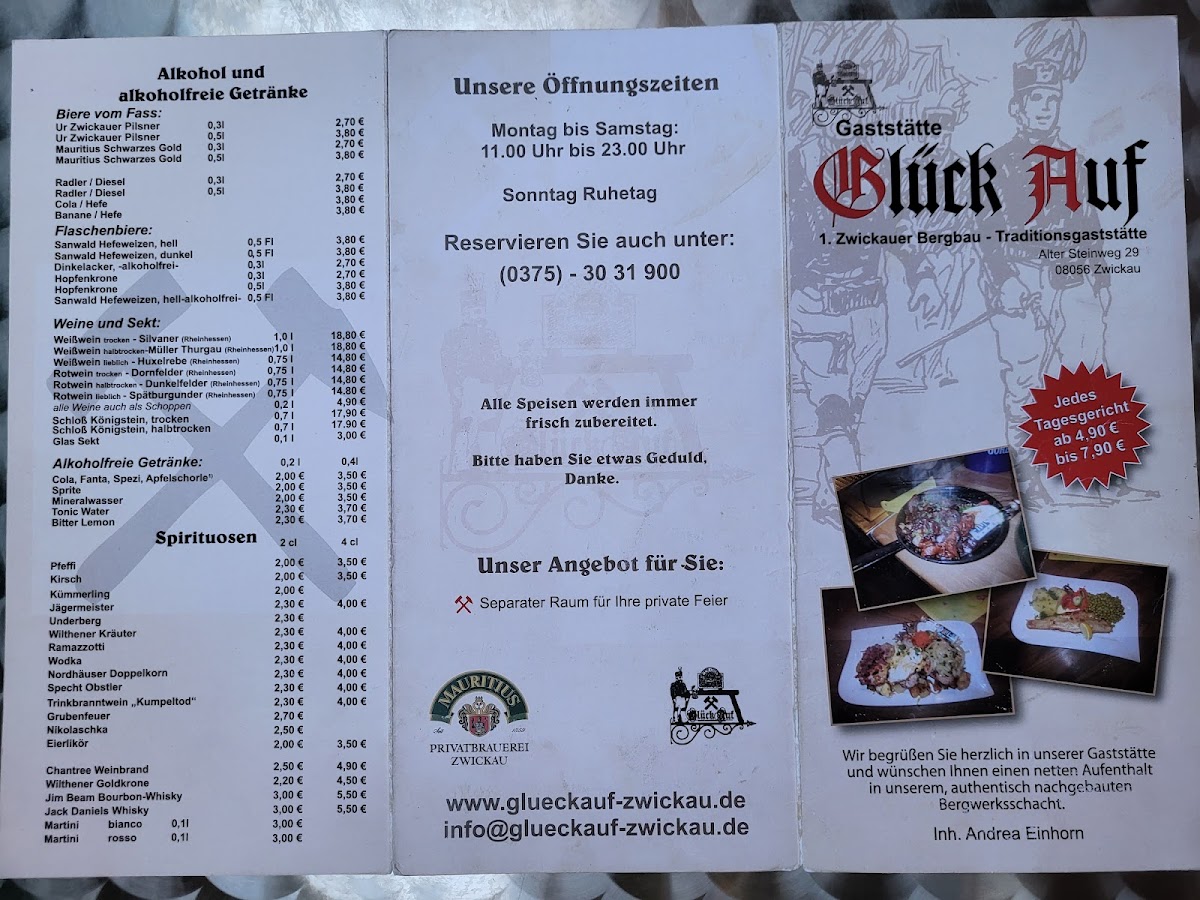 Alkohol und
alkoholfreie Getränke
Biere vom Fass:
Ur Zwickauer Pilsner 0,3l 2,70 €
Ur Zwickauer Pilsner 0,5l 3,80 €
Mauritius Schwarzes Gold 0,3l 2,70 €
Mauritius Schwarzes Gold 0,5l 3,80 €
Radler / Diesel 0,3l 2,70 €
Radler / Diesel 0,5l 3,80 €
Cola / Hefe 3,80 €
Banane / Hefe 3,80 €
Flaschenbiere:
Sanwald Hefeweizen, hell 0,5 Fl 3,80 €
Sanwald Hefeweizen, dunkel 0,5 Fl 3,80 €
Dinkelacker, -alkoholfrei- 0,3l 2,70 €
Hopfenkrone 0,3l 2,70 €
Hopfenkrone 0,5l 3,80 €
Sanwald Hefeweizen, hell-alkoholfrei- 0,5 Fl 3,80 €
Weine und Sekt:
Weißwein trocken - Silvaner (Rheinhessen) 1,0 l 18,80 €
Weißwein halbtrocken-Müller Thurgau (Rheinhessen) 1,0 l 18,80 €
Weißwein lieblich - Huxelrebe (Rheinhessen) 0,75 l 14,80 €
Rotwein trocken - Dornfelder (Rheinhessen) 0,75 l 14,80 €
Rotwein halbtrocken - Dunkelfelder (Rheinhessen) 0,75 l 14,80 €
Rotwein lieblich - Spätburgunder (Rheinhessen) 0,75 l 14,80 €
alle Weine auch als Schoppen 0,2 l 4,90 €
Schloß Königstein, trocken 0,7 l 17,90 €
Schloß Königstein, halbtrocken 0,7 l 17,90 €
Glas Sekt 0,1 l 3,00 €
Alkoholfreie Getränke: 0,2 l 0,4l
Cola, Fanta, Spezi, Apfelschorle¹⁾ 2,00 € 3,50 €
Sprite 2,00 € 3,50 €
Mineralwasser 2,00 € 3,50 €
Tonic Water 2,30 € 3,70 €
Bitter Lemon 2,30 € 3,70 €
Spirituosen 2 cl 4 cl
Pfeffi 2,00 € 3,50 €
Kirsch 2,00 € 3,50 €
Kümmerling 2,00 €
Jägermeister 2,30 € 4,00 €
Underberg 2,30 €
Wilthener Kräuter 2,30 € 4,00 €
Ramazzotti 2,30 € 4,00 €
Wodka 2,30 € 4,00 €
Nordhäuser Doppelkorn 2,30 € 4,00 €
Specht Obstler 2,30 € 4,00 €
Trinkbranntwein „Kumpeltod“ 2,30 € 4,00 €
Grubenfeuer 2,70 €
Nikolaschka 2,50 €
Eierlikör 2,00 € 3,50 €
Chantree Weinbrand 2,50 € 4,90 €
Wilthener Goldkrone 2,20 € 4,50 €
Jim Beam Bourbon-Whisky 3,00 € 5,50 €
Jack Daniels Whisky 3,00 € 5,50 €
Martini bianco 0,1l 3,00 €
Martini rosso 0,1l 3,00 €
Unsere Öffnungszeiten
Montag bis Samstag:
11.00 Uhr bis 23.00 Uhr
Sonntag Ruhetag
Reservieren Sie auch unter:
(0375) - 30 31 900
Alle Speisen werden immer
frisch zubereitet.
Bitte haben Sie etwas Geduld,
Danke.
Unser Angebot für Sie:
Separater Raum für Ihre private Feier
MAURITIUS
Seit 1859
PRIVATBRAUEREI
ZWICKAU
Glück Auf
www.glueckauf-zwickau.de
info@glueckauf-zwickau.de
Glück Auf
Gaststätte
Glück Auf
1. Zwickauer Bergbau - Traditionsgaststätte
Alter Steinweg 29
08056 Zwickau
Jedes
Tagesgericht
ab 4,90 €
bis 7,90 €
Wir begrüßen Sie herzlich in unserer Gaststätte
und wünschen Ihnen einen netten Aufenthalt
in unserem, authentisch nachgebauten
Bergwerksschacht.
Inh. Andrea Einhorn